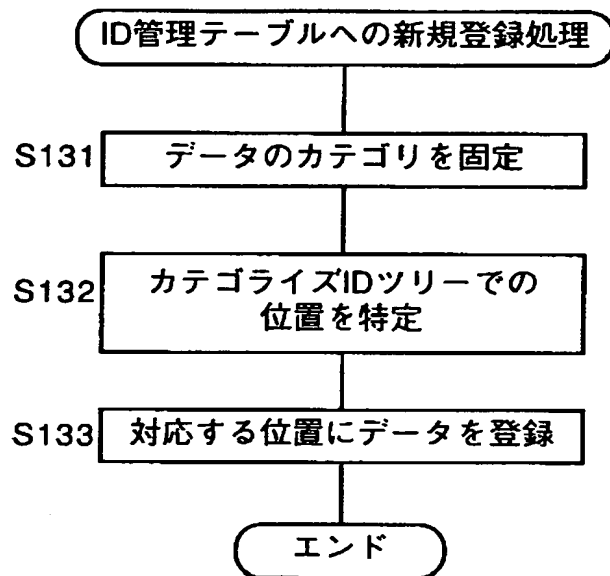 ID管理テーブルへの新規登録処理
S131 データのカテゴリを固定
S132 カテゴライズIDツリーでの
位置を特定
S133 対応する位置にデータを登録
エンド